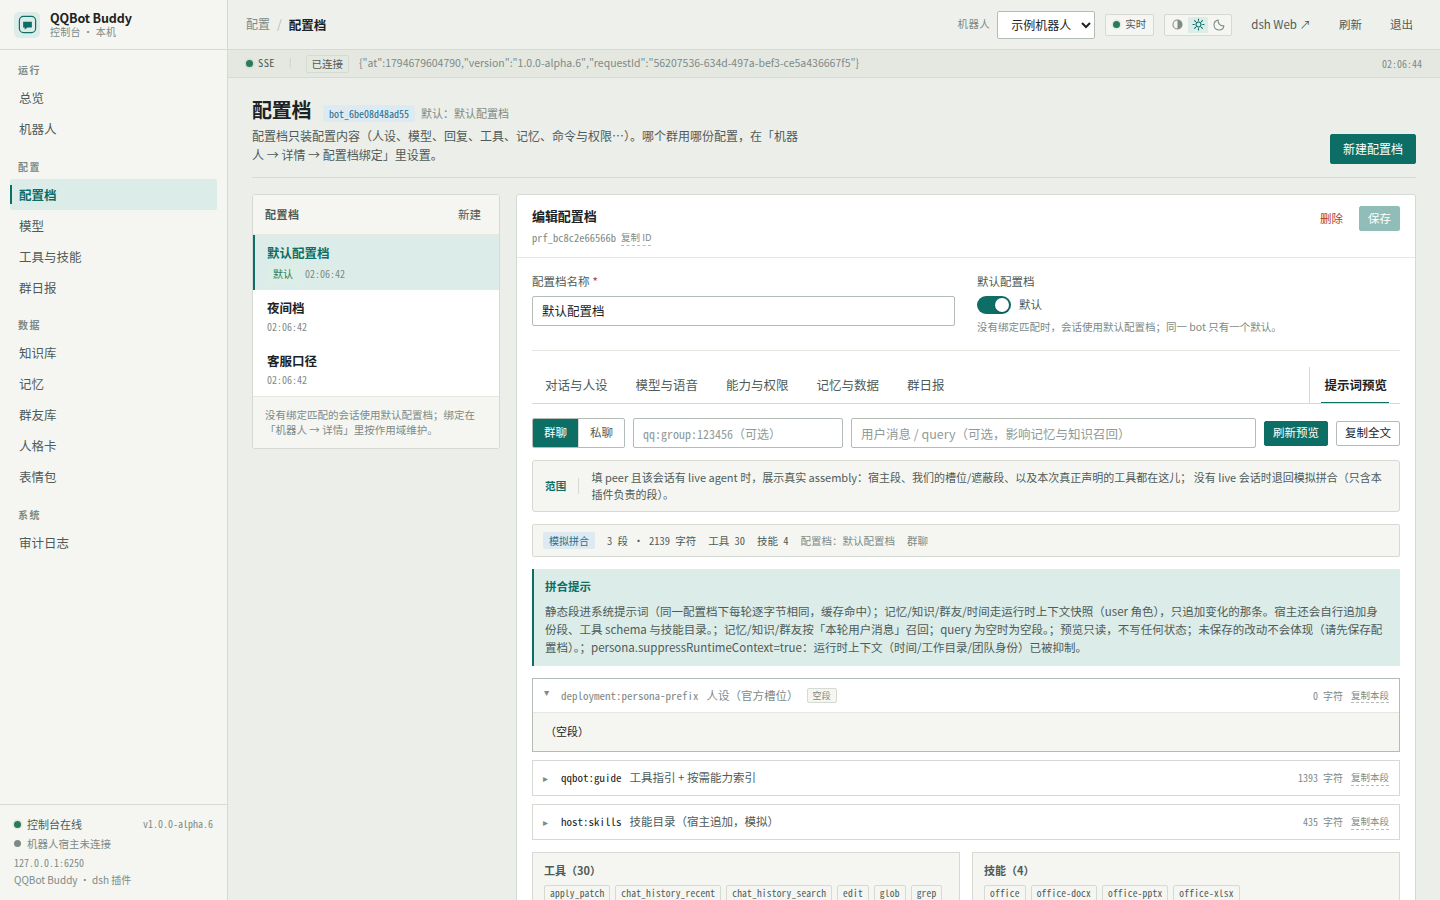 QQBot Buddy
控制台 · 本机
运行
总览
机器人
配置
配置档
模型
工具与技能
群日报
数据
知识库
记忆
群友库
人格卡
表情包
系统
审计日志
控制台在线 v1.0.0-alpha.6
机器人宿主未连接
127.0.0.1:6250
QQBot Buddy · dsh 插件
配置 / 配置档
机器人 示例机器人 实时 dsh Web ↗ 刷新 退出
SSE 已连接 {"at":1794679604790,"version":"1.0.0-alpha.6","requestId":"56207536-634d-497a-bef3-ce5a436667f5"} 02:06:44
配置档 bot_6be08d48ad55 默认：默认配置档
配置档只装配置内容（人设、模型、回复、工具、记忆、命令与权限…）。哪个群用哪份配置，在「机器
人 → 详情 → 配置档绑定」里设置。
新建配置档
配置档 新建
默认配置档
默认 02:06:42
夜间档
02:06:42
客服口径
02:06:42
没有绑定匹配的会话使用默认配置档；绑定在
「机器人 → 详情」里按作用域维护。
编辑配置档
prf_bc8c2e66566b 复制 ID
删除 保存
配置档名称 *
默认配置档
默认配置档
默认
没有绑定匹配时，会话使用默认配置档；同一 bot 只有一个默认。
对话与人设 模型与语音 能力与权限 记忆与数据 群日报 提示词预览
群聊 私聊 qq:group:123456（可选） 用户消息 / query（可选，影响记忆与知识召回） 刷新预览 复制全文
范围
填 peer 且该会话有 live agent 时，展示真实 assembly：宿主段、我们的槽位/遮蔽段、以及本次真正声明的工具都在这儿； 没有 live 会话时退回模拟拼合（只含本
插件负责的段）。
模拟拼合 3 段 · 2139 字符 工具 30 技能 4 配置档：默认配置档 群聊
拼合提示
静态段进系统提示词（同一配置档下每轮逐字节相同，缓存命中）；记忆/知识/群友/时间走运行时上下文快照（user 角色），只追加变化的那条。宿主还会自行追加身
份段、工具 schema 与技能目录。；记忆/知识/群友按「本轮用户消息」召回；query 为空时为空段。；预览只读，不写任何状态；未保存的改动不会体现（请先保存配
置档）。；persona.suppressRuntimeContext=true：运行时上下文（时间/工作目录/团队身份）已被抑制。
▼ deployment:persona-prefix 人设（官方槽位） 空段 0 字符 复制本段
（空段）
▸ qqbot:guide 工具指引 + 按需能力索引 1393 字符 复制本段
▸ host:skills 技能目录（宿主追加，模拟） 435 字符 复制本段
工具（30）
apply_patch chat_history_recent chat_history_search edit glob grep
技能（4）
office office-docx office-pptx office-xlsx